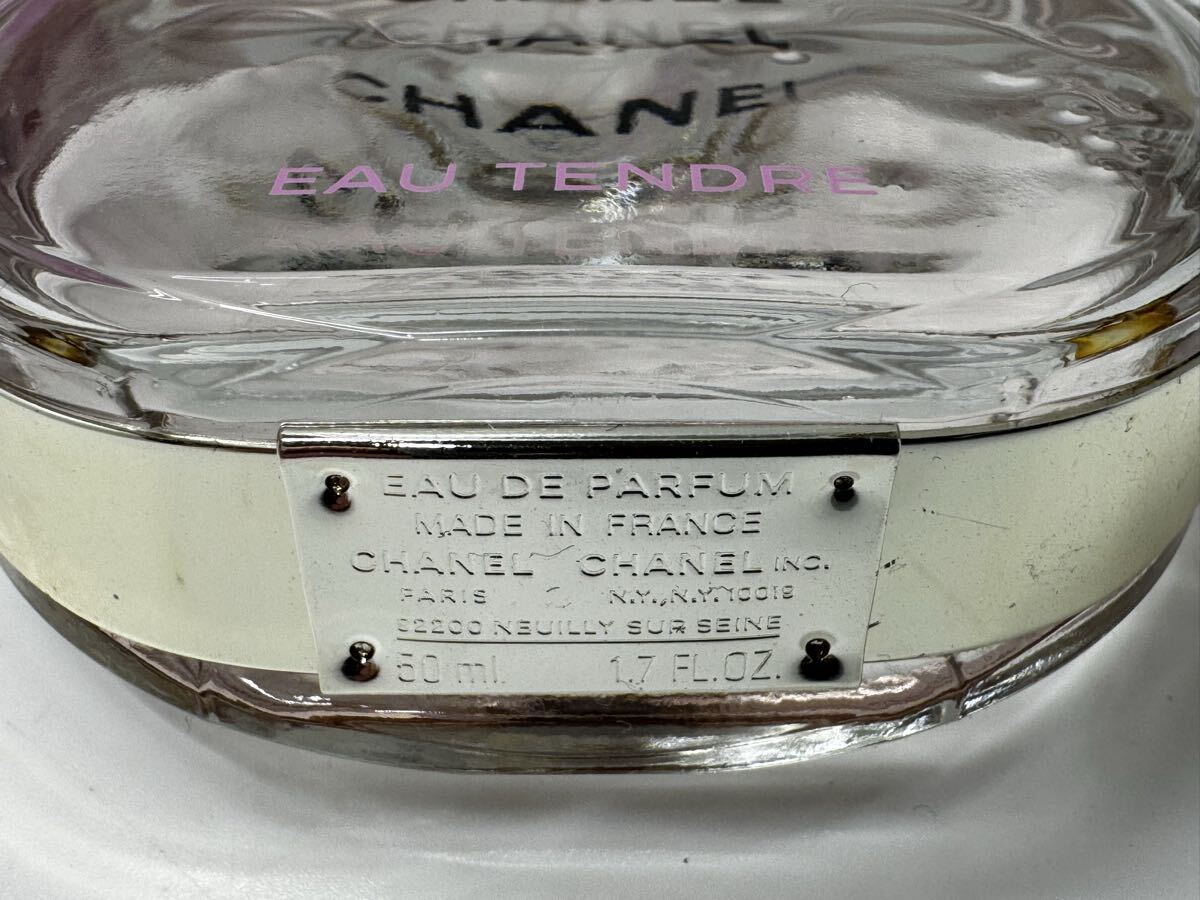 CHANEL
CHANEL
EAU TENDRE
EAU DE PARFUM
MADE IN FRANCE
CHANEL CHANEL INC.
PARIS N.Y., N.Y. 10019
92200 NEUILLY SUR SEINE
50 ml. 1.7 FL.OZ.